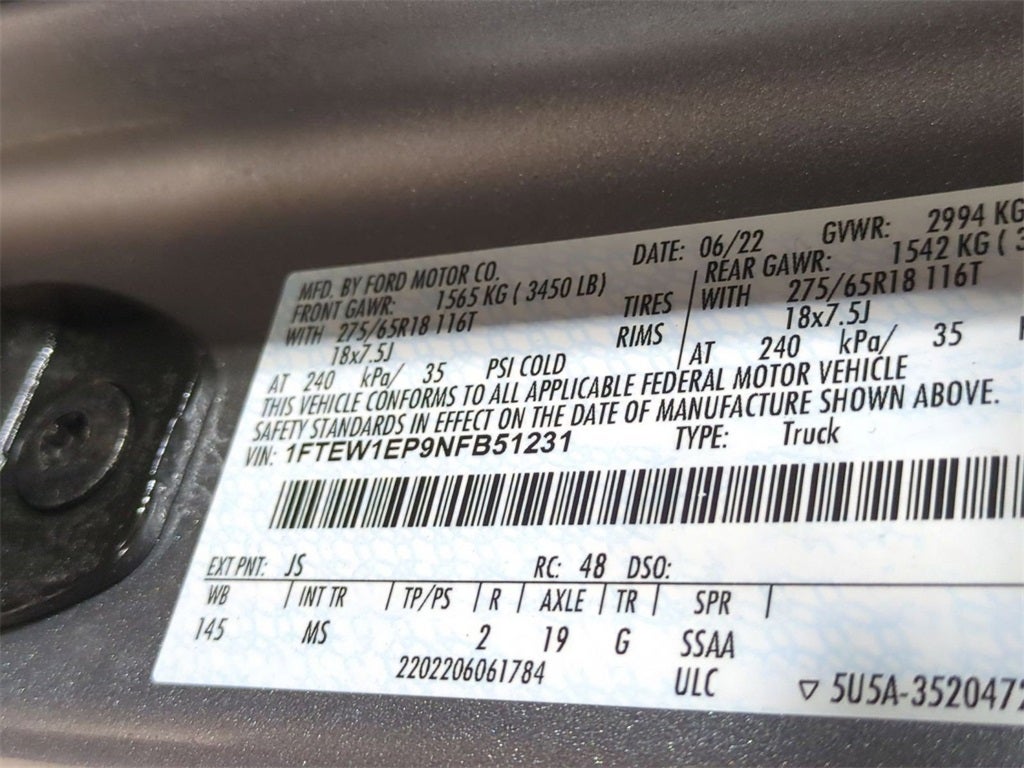 MFD. BY FORD MOTOR CO. DATE: 06/22 GVWR: 2994 KG
FRONT GAWR: 1565 KG ( 3450 LB) REAR GAWR: 1542 KG (
WITH 275/65R18 116T TIRES WITH 275/65R18 116T
18x7.5J RIMS 18x7.5J
AT 240 kPa/ 35 PSI COLD AT 240 kPa/ 35
THIS VEHICLE CONFORMS TO ALL APPLICABLE FEDERAL MOTOR VEHICLE
SAFETY STANDARDS IN EFFECT ON THE DATE OF MANUFACTURE SHOWN ABOVE.
VIN: 1FTEW1EP9NFB51231 TYPE: Truck
EXT PNT: JS RC: 48 DSO:
WB | INT TR | TP/PS | R | AXLE | TR | SPR |
145 MS 2 19 G SSAA
2202206061784 ULC ▽ 5U5A-3520472